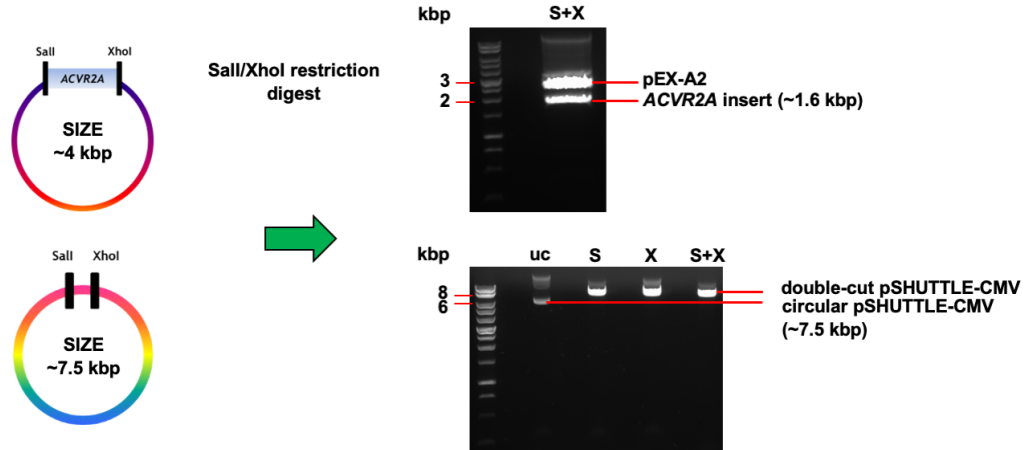 SalI
XhoI
ACVR2A
SIZE
~4 kbp
SalI/XhoI restriction
digest
kbp
S+X
3
2
pEX-A2
ACVR2A insert (~1.6 kbp)
SalI
XhoI
SIZE
~7.5 kbp
kbp
uc
S
X
S+X
8
6
double-cut pSHUTTLE-CMV
circular pSHUTTLE-CMV
(~7.5 kbp)